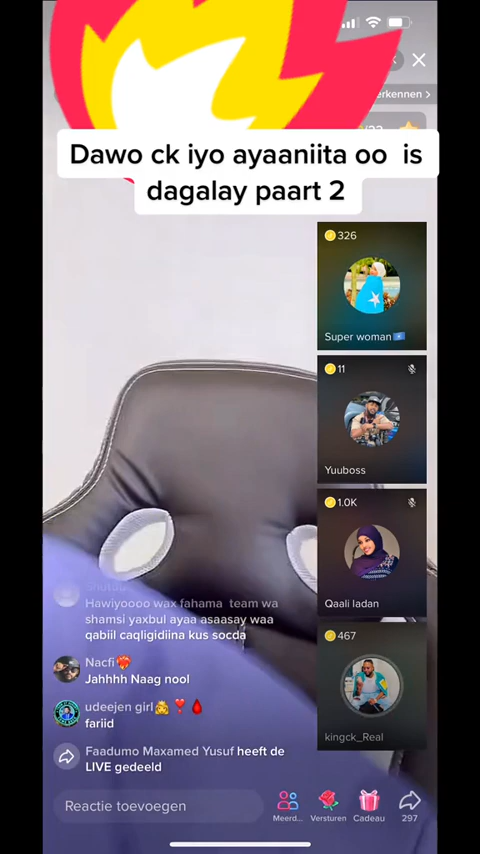 erkennen >
Dawo ck iyo ayaaniita oo is
dagalay paart 2
326
Super woman
11
Yuuboss
1.0K
Qaali ladan
467
kingck_Real
Hawiyoooo wax fahama team wa
shamsi yaxbul ayaa asaasay waa
qabiil caqligidiina kus socda
Nacfi
Jahhhh Naag nool
udeejen girl
fariid
Faadumo Maxamed Yusuf heeft de
LIVE gedeeld
Reactie toevoegen
Meerd...
Versturen
Cadeau
297